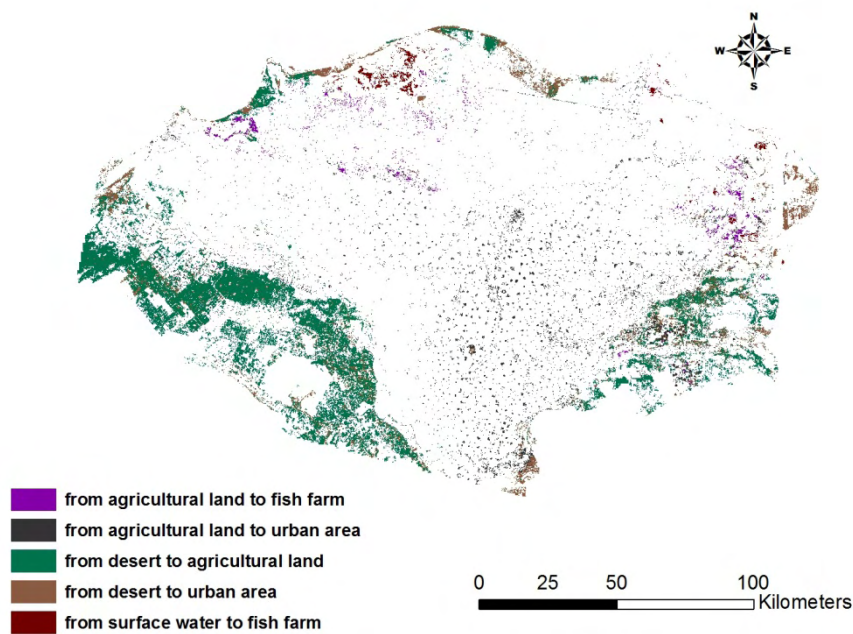 N
W E
S
from agricultural land to fish farm
from agricultural land to urban area
from desert to agricultural land
from desert to urban area
from surface water to fish farm
0 25 50 100
Kilometers